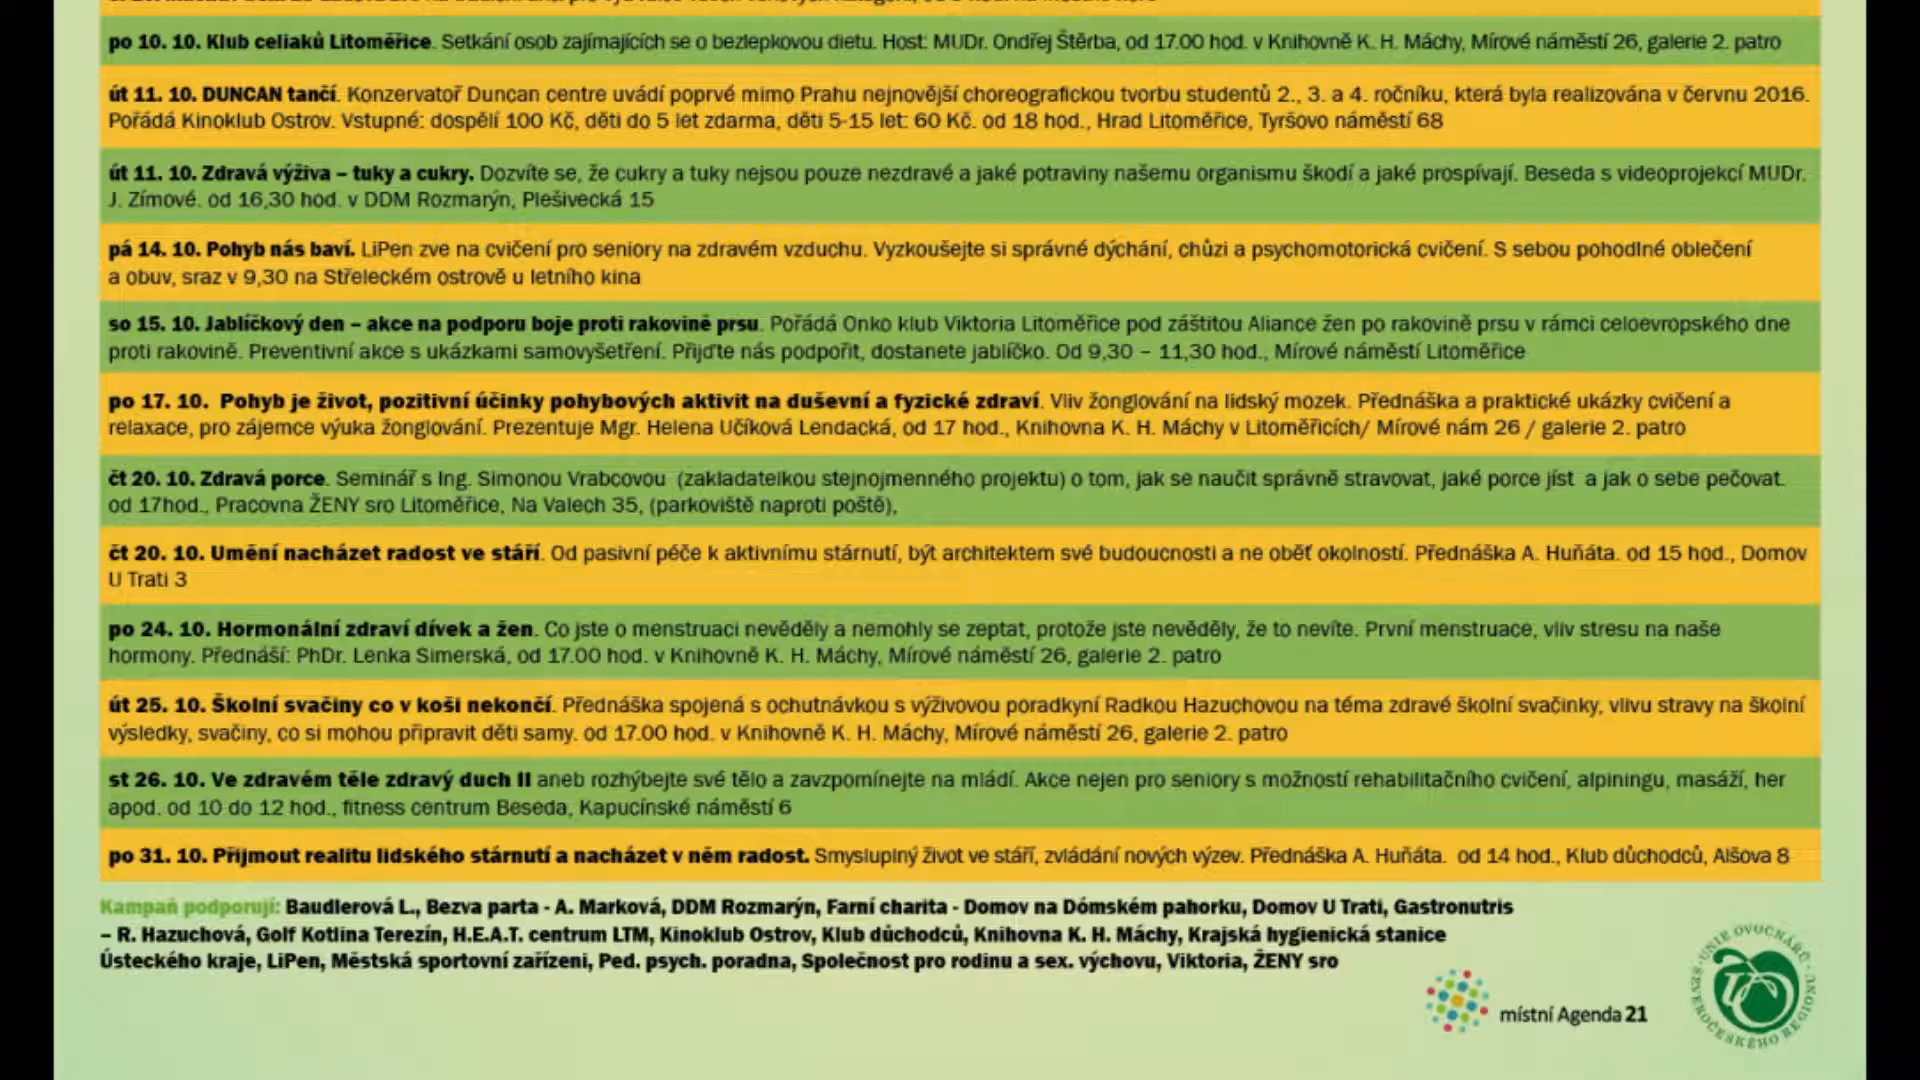 po 10. 10. Klub celiaků Litoměřice. Setkání osob zajímajících se o bezlepkovou dietu. Host: MUDr. Ondřej Štěrba, od 17.00 hod. v Knihovně K. H. Máchy, Mírové náměstí 26, galerie 2. patro
út 11. 10. DUNCAN tančí. Konzervatoř Duncan centre uvádí poprvé mimo Prahu nejnovější choreografickou tvorbu studentů 2., 3. a 4. ročníku, která byla realizována v červnu 2016.
Pořádá Kinoklub Ostrov. Vstupné: dospělí 100 Kč, děti do 5 let zdarma, děti 5-15 let: 60 Kč. od 18 hod., Hrad Litoměřice, Tyršovo náměstí 68
út 11. 10. Zdravá výživa – tuky a cukry. Dozvíte se, že cukry a tuky nejsou pouze nezdravé a jaké potraviny našemu organismu škodí a jaké prospívají. Beseda s videoprojekcí MUDr.
J. Zímové. od 16,30 hod. v DDM Rozmarýn, Plešivecká 15
pá 14. 10. Pohyb nás baví. LiPen zve na cvičení pro seniory na zdravém vzduchu. Vyzkoušejte si správné dýchání, chůzi a psychomotorická cvičení. S sebou pohodlné oblečení
a obuv, sraz v 9,30 na Střeleckém ostrově u letního kina
so 15. 10. Jablíčkový den – akce na podporu boje proti rakovině prsu. Pořádá Onko klub Viktoria Litoměřice pod záštitou Aliance žen po rakovině prsu v rámci celoevropského dne
proti rakovině. Preventivní akce s ukázkami samovyšetření. Přijďte nás podpořit, dostanete jablíčko. Od 9,30 – 11,30 hod., Mírové náměstí Litoměřice
po 17. 10. Pohyb je život, pozitivní účinky pohybových aktivit na duševní a fyzické zdraví. Vliv žonglování na lidský mozek. Přednáška a praktické ukázky cvičení a
relaxace, pro zájemce výuka žonglování. Prezentuje Mgr. Helena Učíková Lendacká, od 17 hod., Knihovna K. H. Máchy v Litoměřicích/ Mírové nám 26 / galerie 2. patro
čt 20. 10. Zdravá porce. Seminář s Ing. Simonou Vrabcovou (zakladatelkou stejnojmenného projektu) o tom, jak se naučit správně stravovat, jaké porce jíst a jak o sebe pečovat.
od 17hod., Pracovna ŽENY sro Litoměřice, Na Valech 35, (parkoviště naproti poště),
čt 20. 10. Umění nacházet radost ve stáří. Od pasivní péče k aktivnímu stárnutí, být architektem své budoucnosti a ne obětí okolností. Přednáška A. Huňáta. od 15 hod., Domov
U Trati 3
po 24. 10. Hormonální zdraví dívek a žen. Co jste o menstruaci nevěděly a nemohly se zeptat, protože jste nevěděly, že to nevíte. První menstruace, vliv stresu na naše
hormony. Přednáší: PhDr. Lenka Simerská, od 17.00 hod. v Knihovně K. H. Máchy, Mírové náměstí 26, galerie 2. patro
út 25. 10. Školní svačiny co v koši nekončí. Přednáška spojená s ochutnávkou s výživovou poradkyní Radkou Hazuchovou na téma zdravé školní svačinky, vlivu stravy na školní
výsledky, svačiny, co si mohou připravit děti samy. od 17.00 hod. v Knihovně K. H. Máchy, Mírové náměstí 26, galerie 2. patro
st 26. 10. Ve zdravém těle zdravý duch II aneb rozhýbejte své tělo a zavzpomínejte na mládí. Akce nejen pro seniory s možností rehabilitačního cvičení, alpiningu, masáží, her
apod. od 10 do 12 hod., fitness centrum Beseda, Kapucínské náměstí 6
po 31. 10. Přijmout realitu lidského stárnutí a nacházet v něm radost. Smysluplný život ve stáří, zvládání nových výzev. Přednáška A. Huňáta. od 14 hod., Klub důchodců, Alšova 8
Kampaň podporují: Baudlerová L., Bezva parta - A. Marková, DDM Rozmarýn, Farní charita - Domov na Dómském pahorku, Domov U Trati, Gastronutris
– R. Hazuchová, Golf Kotlina Terezín, H.E.A.T. centrum LTM, Kinoklub Ostrov, Klub důchodců, Knihovna K. H. Máchy, Krajská hygienická stanice
Ústeckého kraje, LiPen, Městská sportovní zařízeni, Ped. psych. poradna, Společnost pro rodinu a sex. výchovu, Viktoria, ŽENY sro
místní Agenda 21
UNIE OVOCNÁŘŮ SEVEROČESKÉHO REGIONU